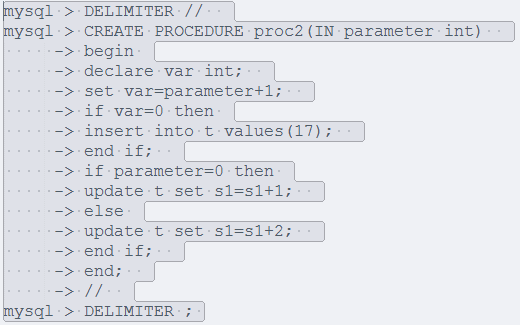 mysql > DELIMITER //
mysql > CREATE PROCEDURE proc2(IN parameter int)
-> begin
-> declare var int;
-> set var=parameter+1;
-> if var=0 then
-> insert into t values(17);
-> end if;
-> if parameter=0 then
-> update t set s1=s1+1;
-> else
-> update t set s1=s1+2;
-> end if;
-> end;
-> //
mysql > DELIMITER ;